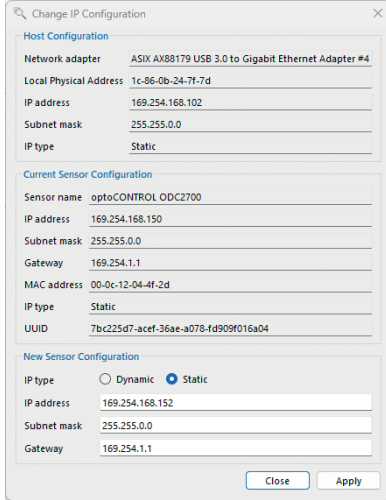 Change IP Configuration
Host Configuration
Network adapter ASIX AX88179 USB 3.0 to Gigabit Ethernet Adapter #4
Local Physical Address 1c-86-0b-24-7f-7d
IP address 169.254.168.102
Subnet mask 255.255.0.0
IP type Static
Current Sensor Configuration
Sensor name optoCONTROL ODC2700
IP address 169.254.168.150
Subnet mask 255.255.0.0
Gateway 169.254.1.1
MAC address 00-0c-12-04-4f-2d
IP type Static
UUID 7bc225d7-acef-36ae-a078-fd909f016a04
New Sensor Configuration
IP type Dynamic Static
IP address 169.254.168.152
Subnet mask 255.255.0.0
Gateway 169.254.1.1
Close Apply